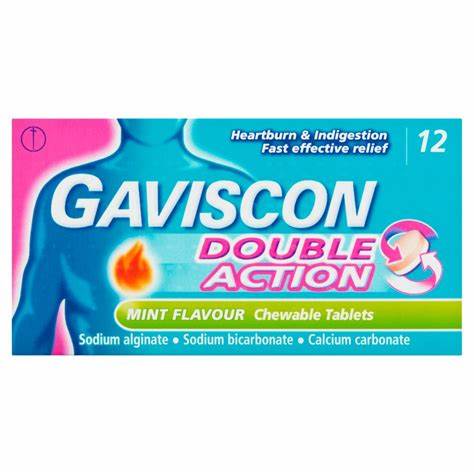 Heartburn & Indigestion
Fast effective relief
12
GAVISCON
DOUBLE
ACTION
MINT FLAVOUR Chewable Tablets
Sodium alginate • Sodium bicarbonate • Calcium carbonate